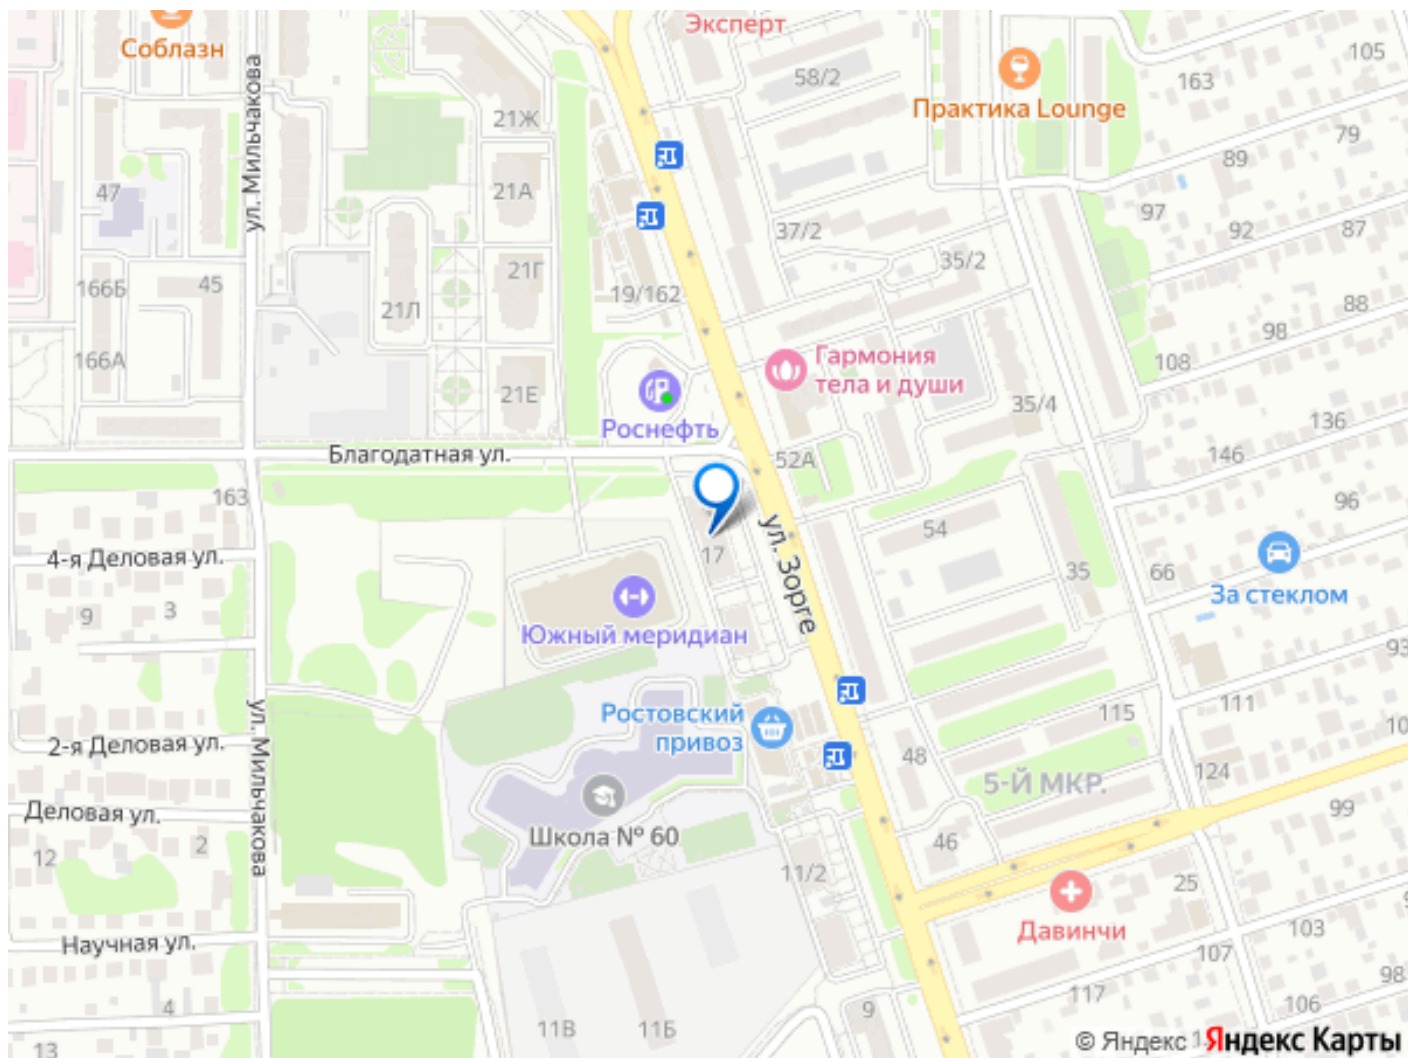 Эксперт
Соблазн
105
58/2
163
Практика Lounge
21Ж
ул. Мильчакова
79
89
47
21А
97
37/2
92
87
35/2
21Г
166Б
45
19/162
21Л
88
98
166А
Гармония
тела и души
108
21Е
35/4
136
Роснефть
Благодатная ул.
52А
146
163
96
54
ул. Зорге
4-я Деловая ул.
17
35
66
За стеклом
9
3
Южный меридиан
93
111
ул. Мильчакова
Ростовский
привоз
115
2-я Деловая ул.
48
124
5-Й МКР.
99
Деловая ул.
Школа № 60
46
2
12
11/2
25
Давинчи
103
Научная ул.
107
98
117
4
9
106
11В
11Б
13
© Яндекс
Яндекс Карты